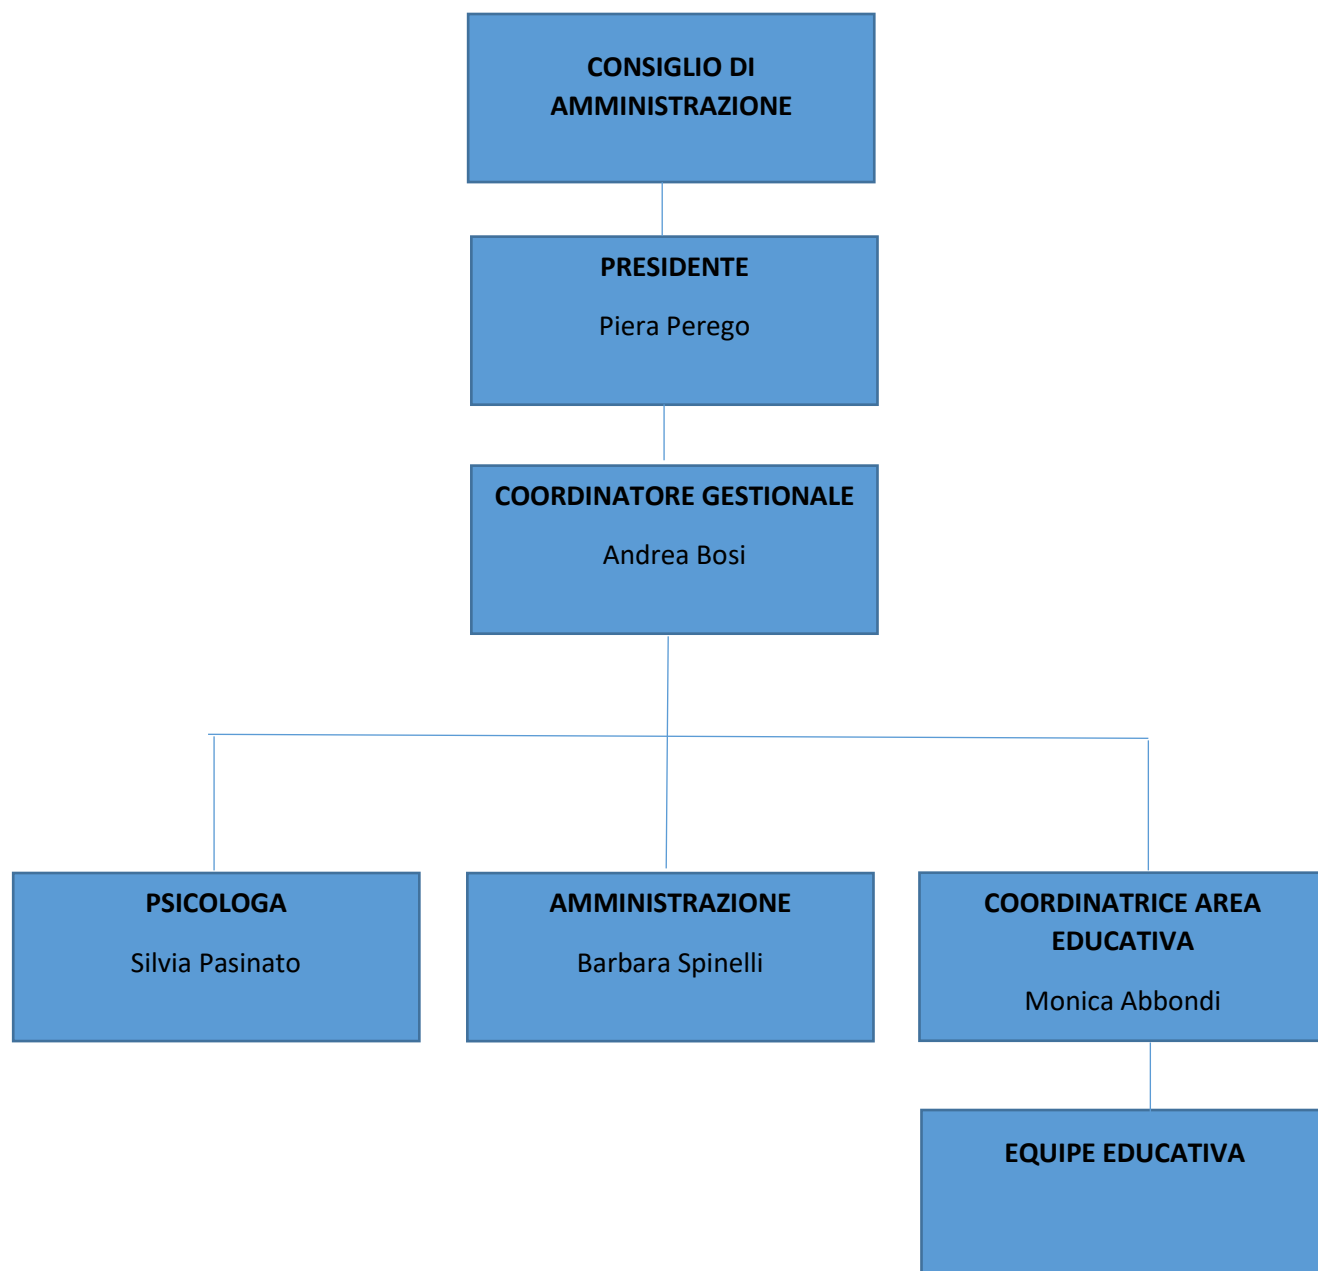 CONSIGLIO DI
AMMINISTRAZIONE
PRESIDENTE
Piera Perego
COORDINATORE GESTIONALE
Andrea Bosi
PSICOLOGA
Silvia Pasinato
AMMINISTRAZIONE
Barbara Spinelli
COORDINATRICE AREA
EDUCATIVA
Monica Abbondi
EQUIPE EDUCATIVA